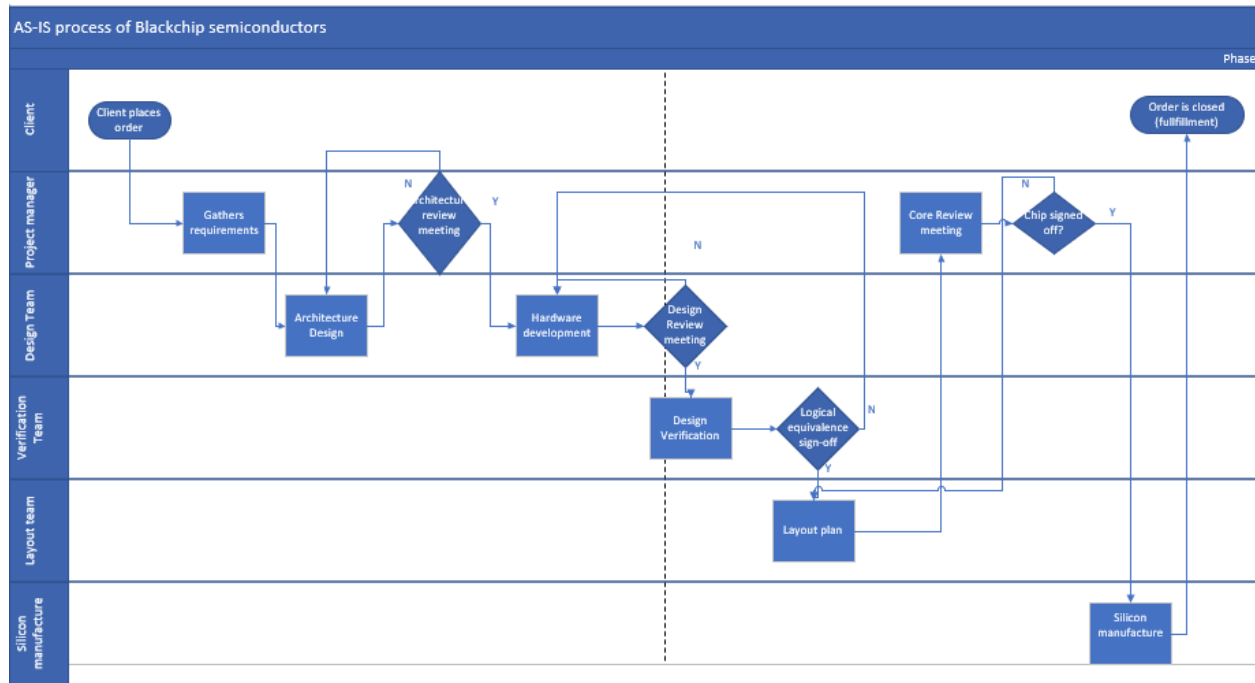 AS-IS process of Blackchip semiconductors
Phase
Client
Client places
order
Order is closed
(fullfillment)
Project manager
Gathers
requirements
N
Architecture
review
meeting
Y
N
Core Review
meeting
N
Chip signed
off?
Y
Design Team
Architecture
Design
Hardware
development
Design
Review
meeting
Y
Verification
Team
Design
Verification
Logical
equivalence
sign-off
N
Y
Layout team
Layout plan
Silicon
manufacture
Silicon
manufacture